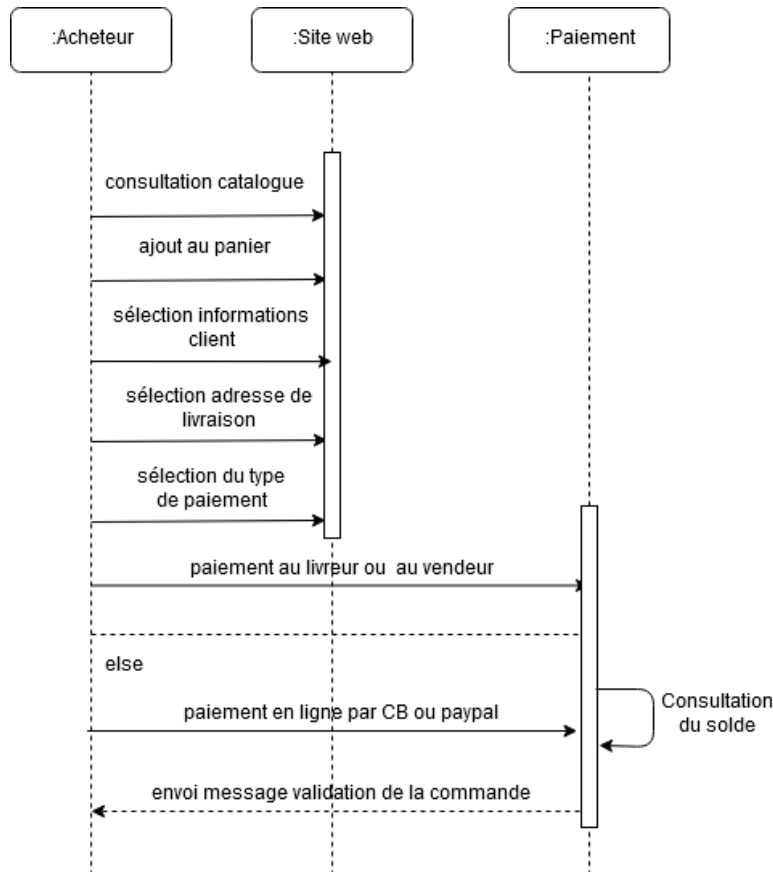 :Acheteur
:Site web
:Paiement
consultation catalogue
ajout au panier
sélection informations
client
sélection adresse de
livraison
sélection du type
de paiement
paiement au livreur ou au vendeur
else
Consultation
du solde
paiement en ligne par CB ou paypal
envoi message validation de la commande